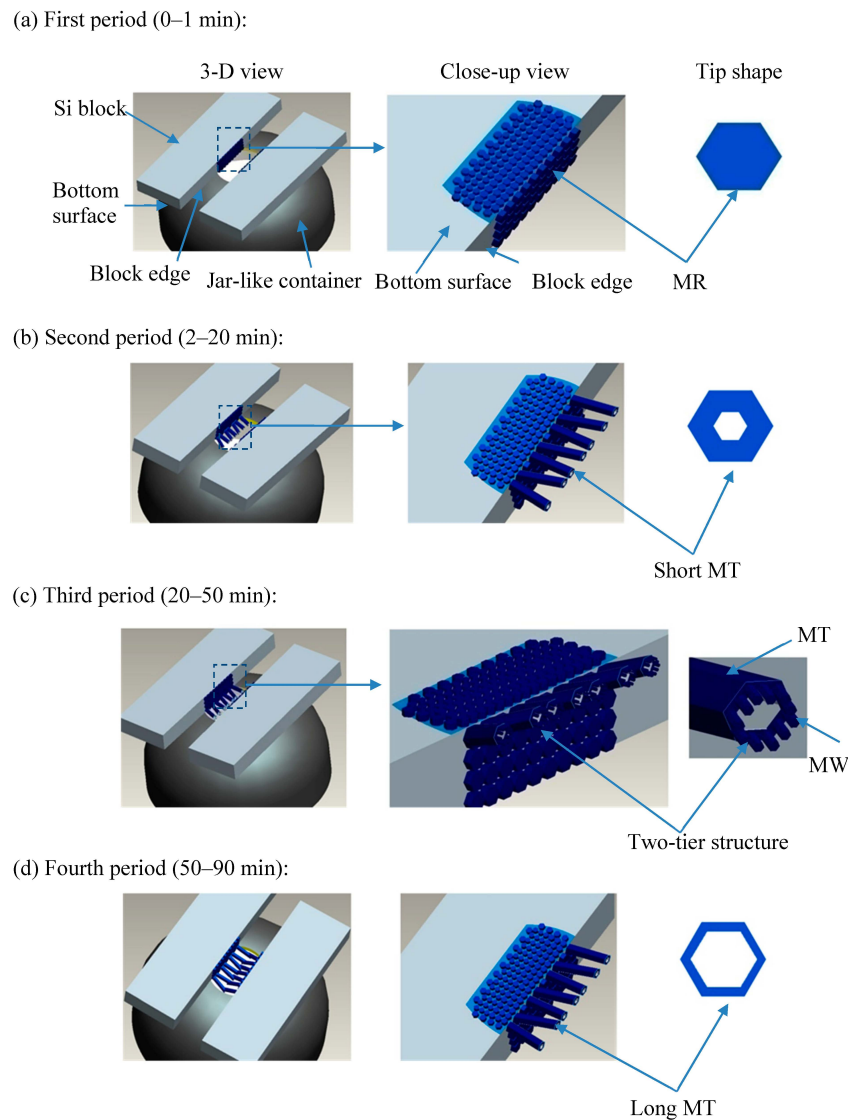 (a) First period (0–1 min):
3-D view
Close-up view
Tip shape
Si block
Bottom
surface
Block edge
Jar-like container
Bottom surface
Block edge
MR
(b) Second period (2–20 min):
Short MT
(c) Third period (20–50 min):
MT
MW
Two-tier structure
(d) Fourth period (50–90 min):
Long MT